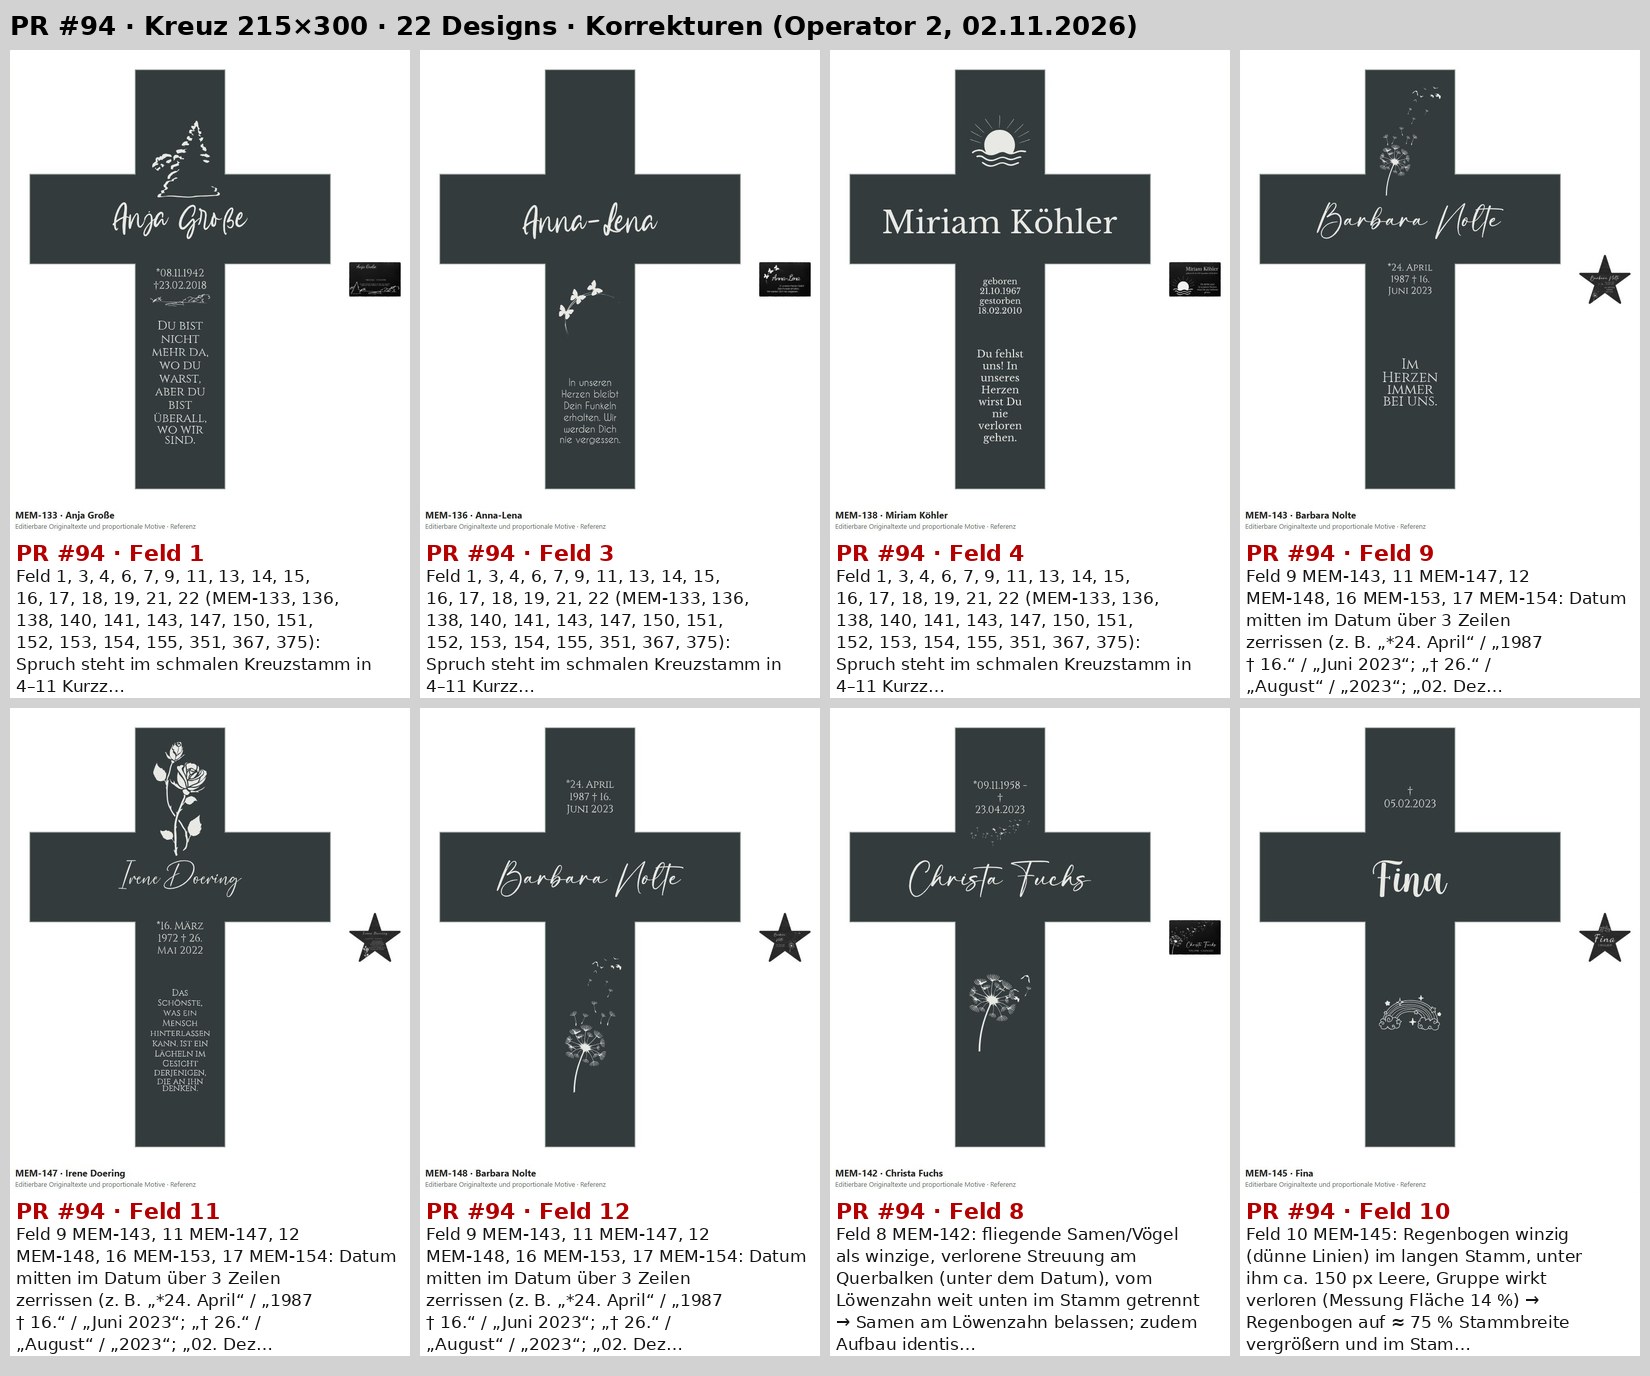 PR #94 · Kreuz 215×300 · 22 Designs · Korrekturen (Operator 2, 02.11.2026)
Anja Große
*08.11.1942
†23.02.2018
Du bist
nicht
mehr da,
wo du
warst,
aber du
bist
überall,
wo wir
sind.
MEM-133 · Anja Große
Editierbare Originaltexte und proportionale Motive · Referenz
PR #94 · Feld 1
Feld 1, 3, 4, 6, 7, 9, 11, 13, 14, 15,
16, 17, 18, 19, 21, 22 (MEM-133, 136,
138, 140, 141, 143, 147, 150, 151,
152, 153, 154, 155, 351, 367, 375):
Spruch steht im schmalen Kreuzstamm in
4–11 Kurzz…
Anna-Lena
In unseren
Herzen bleibt
Dein Funkeln
erhalten. Wir
werden Dich
nie vergessen.
Anna-Lena
MEM-136 · Anna-Lena
Editierbare Originaltexte und proportionale Motive · Referenz
PR #94 · Feld 3
Feld 1, 3, 4, 6, 7, 9, 11, 13, 14, 15,
16, 17, 18, 19, 21, 22 (MEM-133, 136,
138, 140, 141, 143, 147, 150, 151,
152, 153, 154, 155, 351, 367, 375):
Spruch steht im schmalen Kreuzstamm in
4–11 Kurzz…
Miriam Köhler
geboren
21.10.1967
gestorben
18.02.2010
Du fehlst
uns! In
unseres
Herzen
wirst Du
nie
verloren
gehen.
Miriam Köhler
MEM-138 · Miriam Köhler
Editierbare Originaltexte und proportionale Motive · Referenz
PR #94 · Feld 4
Feld 1, 3, 4, 6, 7, 9, 11, 13, 14, 15,
16, 17, 18, 19, 21, 22 (MEM-133, 136,
138, 140, 141, 143, 147, 150, 151,
152, 153, 154, 155, 351, 367, 375):
Spruch steht im schmalen Kreuzstamm in
4–11 Kurzz…
Barbara Nolte
*24. April
1987 † 16.
Juni 2023
Im
Herzen
immer
bei uns.
MEM-143 · Barbara Nolte
Editierbare Originaltexte und proportionale Motive · Referenz
PR #94 · Feld 9
Feld 9 MEM-143, 11 MEM-147, 12
MEM-148, 16 MEM-153, 17 MEM-154: Datum
mitten im Datum über 3 Zeilen
zerrissen (z. B. „*24. April“ / „1987
† 16.“ / „Juni 2023“; „† 26.“ /
„August“ / „2023“; „02. Dez…
Irene Doering
*16. März
1972 † 26.
Mai 2022
Das
Schönste,
was ein
Mensch
hinterlassen
kann, ist ein
Lächeln im
Gesicht
derjenigen,
die an ihn
denken.
MEM-147 · Irene Doering
Editierbare Originaltexte und proportionale Motive · Referenz
PR #94 · Feld 11
Feld 9 MEM-143, 11 MEM-147, 12
MEM-148, 16 MEM-153, 17 MEM-154: Datum
mitten im Datum über 3 Zeilen
zerrissen (z. B. „*24. April“ / „1987
† 16.“ / „Juni 2023“; „† 26.“ /
„August“ / „2023“; „02. Dez…
*24. April
1987 † 16.
Juni 2023
Barbara Nolte
MEM-148 · Barbara Nolte
Editierbare Originaltexte und proportionale Motive · Referenz
PR #94 · Feld 12
Feld 9 MEM-143, 11 MEM-147, 12
MEM-148, 16 MEM-153, 17 MEM-154: Datum
mitten im Datum über 3 Zeilen
zerrissen (z. B. „*24. April“ / „1987
† 16.“ / „Juni 2023“; „† 26.“ /
„August“ / „2023“; „02. Dez…
*09.11.1958 -
†
23.04.2023
Christa Fuchs
Christa Fuchs
MEM-142 · Christa Fuchs
Editierbare Originaltexte und proportionale Motive · Referenz
PR #94 · Feld 8
Feld 8 MEM-142: fliegende Samen/Vögel
als winzige, verlorene Streuung am
Querbalken (unter dem Datum), vom
Löwenzahn weit unten im Stamm getrennt
→ Samen am Löwenzahn belassen; zudem
Aufbau identis…
†
05.02.2023
Fina
Fina
MEM-145 · Fina
Editierbare Originaltexte und proportionale Motive · Referenz
PR #94 · Feld 10
Feld 10 MEM-145: Regenbogen winzig
(dünne Linien) im langen Stamm, unter
ihm ca. 150 px Leere, Gruppe wirkt
verloren (Messung Fläche 14 %) →
Regenbogen auf ≈ 75 % Stammbreite
vergrößern und im Stam…